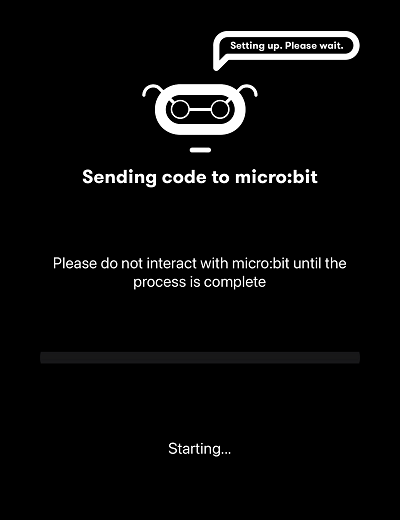 Setting up. Please wait.
Sending code to micro:bit
Please do not interact with micro:bit until the
process is complete
Starting...